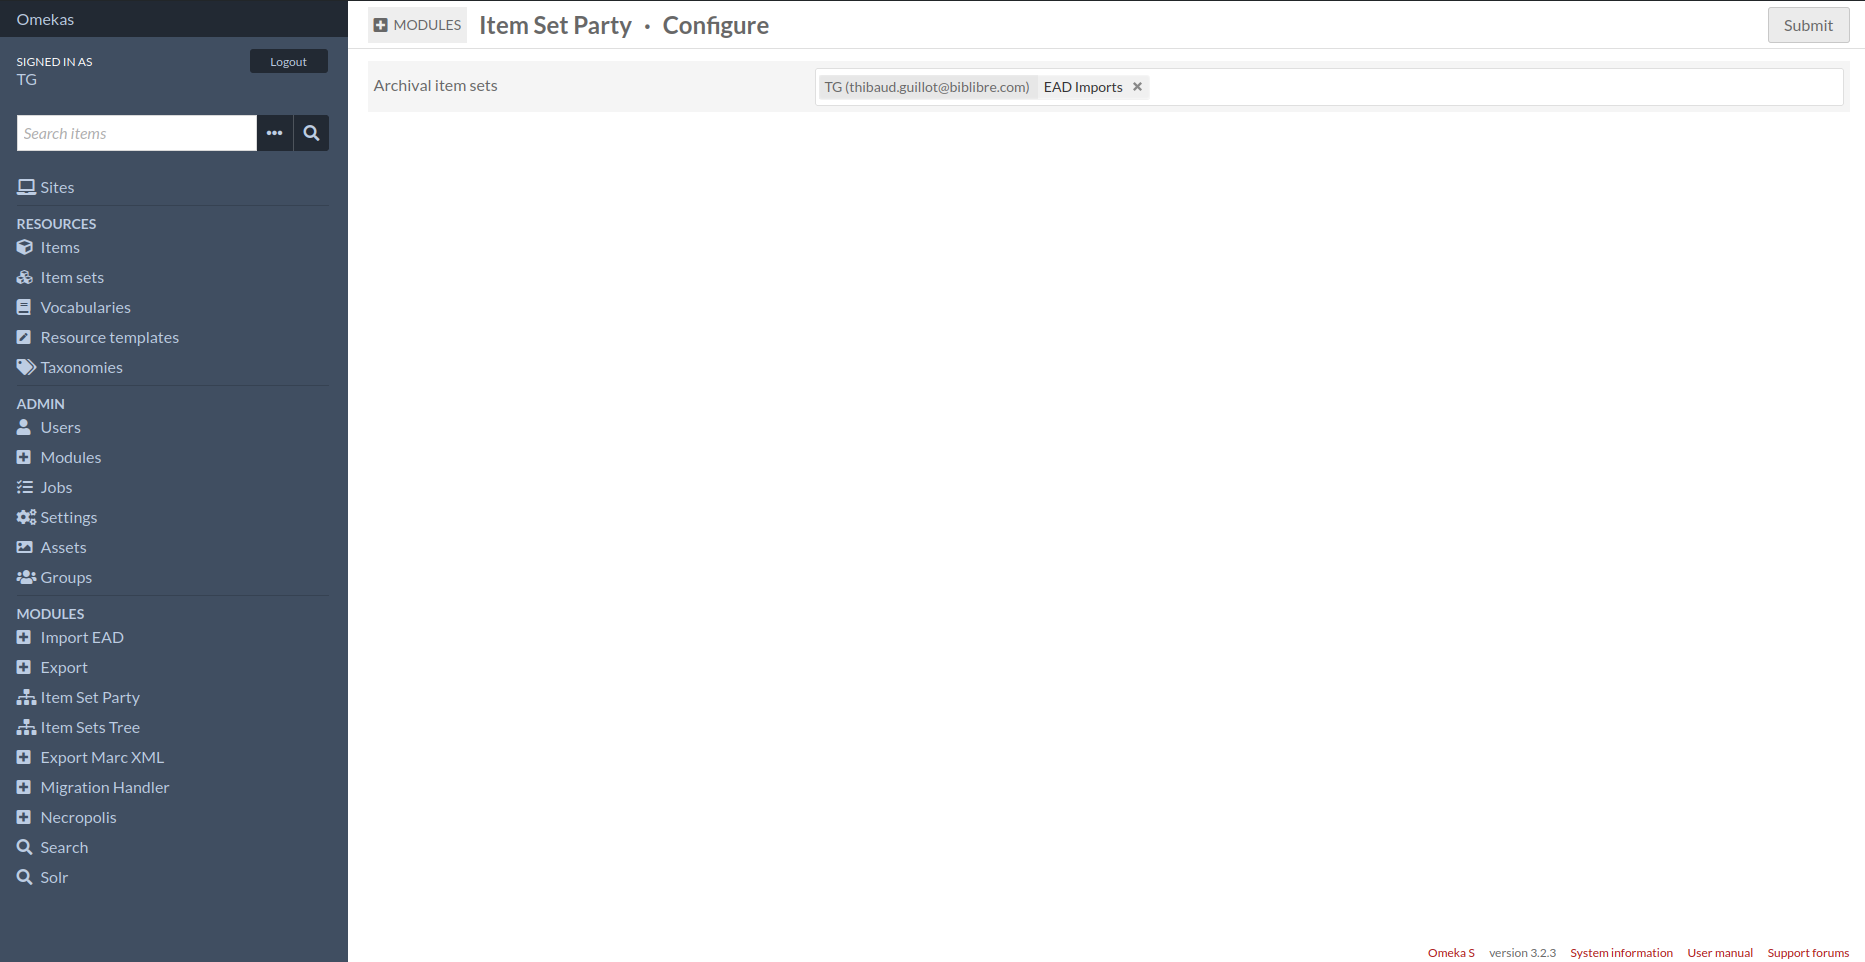 Omekas
SIGNED IN AS
TG
Logout
Search items
Sites
RESOURCES
Items
Item sets
Vocabularies
Resource templates
Taxonomies
ADMIN
Users
Modules
Jobs
Settings
Assets
Groups
MODULES
Import EAD
Export
Item Set Party
Item Sets Tree
Export Marc XML
Migration Handler
Necropolis
Search
Solr
MODULES Item Set Party · Configure
Submit
Archival item sets
TG (thibaud.guillot@biblibre.com) EAD Imports ×
Omeka S version 3.2.3 System information User manual Support forums